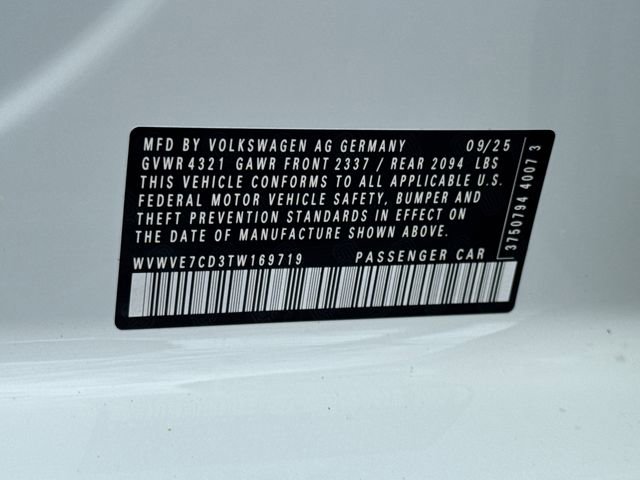 MFD BY VOLKSWAGEN AG GERMANY 09/25
GVWR 4321 GAWR FRONT 2337 / REAR 2094 LBS
THIS VEHICLE CONFORMS TO ALL APPLICABLE U.S.
FEDERAL MOTOR VEHICLE SAFETY, BUMPER AND
THEFT PREVENTION STANDARDS IN EFFECT ON
THE DATE OF MANUFACTURE SHOWN ABOVE.
WVWVE7CD3TW169719 PASSENGER CAR
3750794 4007 3